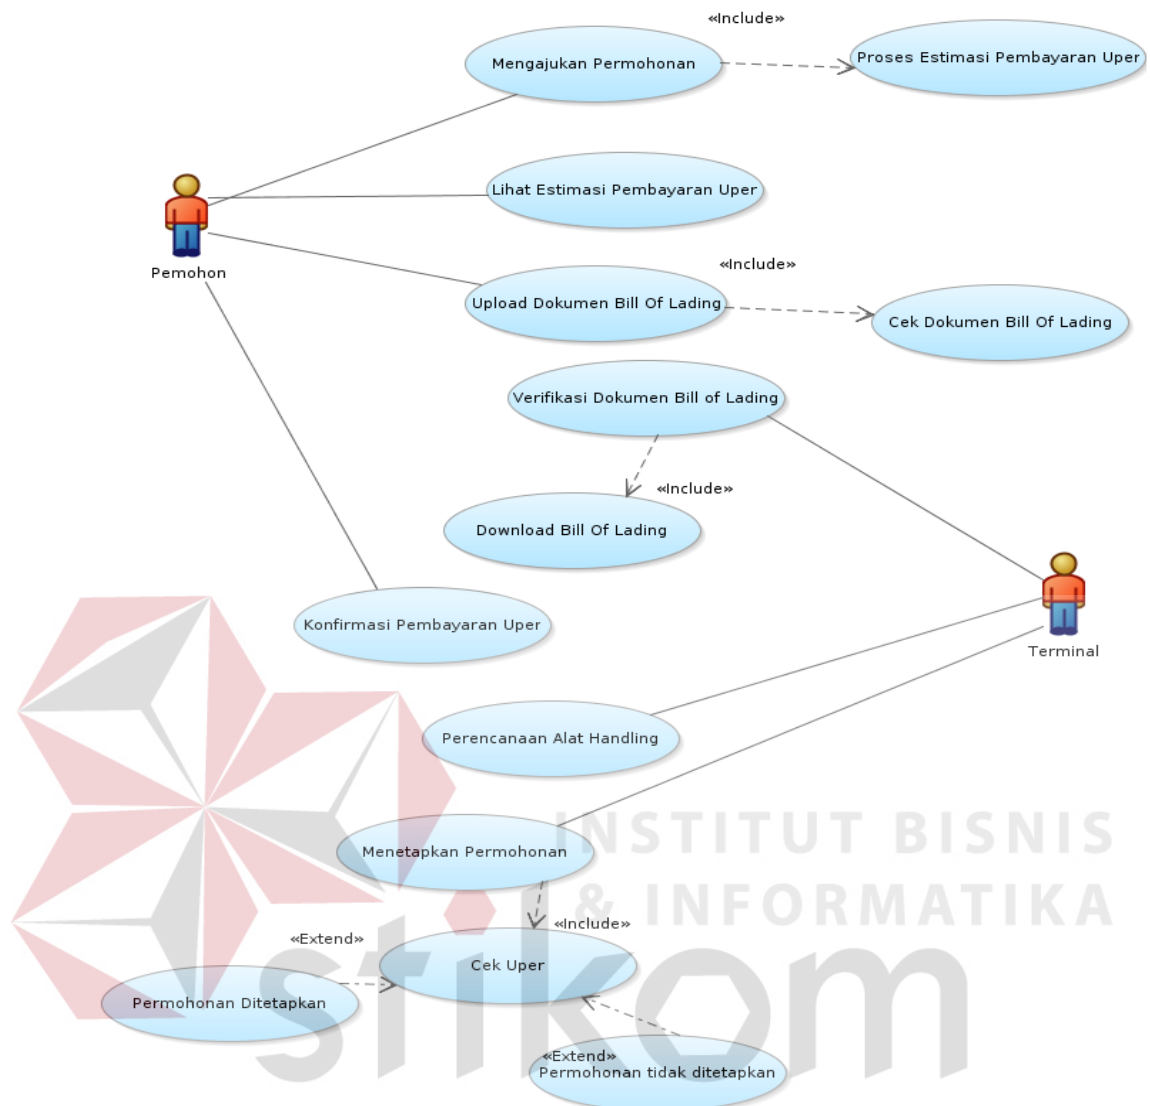 «Include»
Mengajukan Permohonan
Proses Estimasi Pembayaran Uper
Lihat Estimasi Pembayaran Uper
Pemohon
«Include»
Upload Dokumen Bill Of Lading
Cek Dokumen Bill Of Lading
Verifikasi Dokumen Bill of Lading
«Include»
Download Bill Of Lading
Konfirmasi Pembayaran Uper
Terminal
Perencanaan Alat Handling
INSTITUT BISNIS
Menetapkan Permohonan
& INFORMATIKA
«Include»
«Extend»
Cek Uper
stikom
Permohonan Ditetapkan
«Extend»
Permohonan tidak ditetapkan